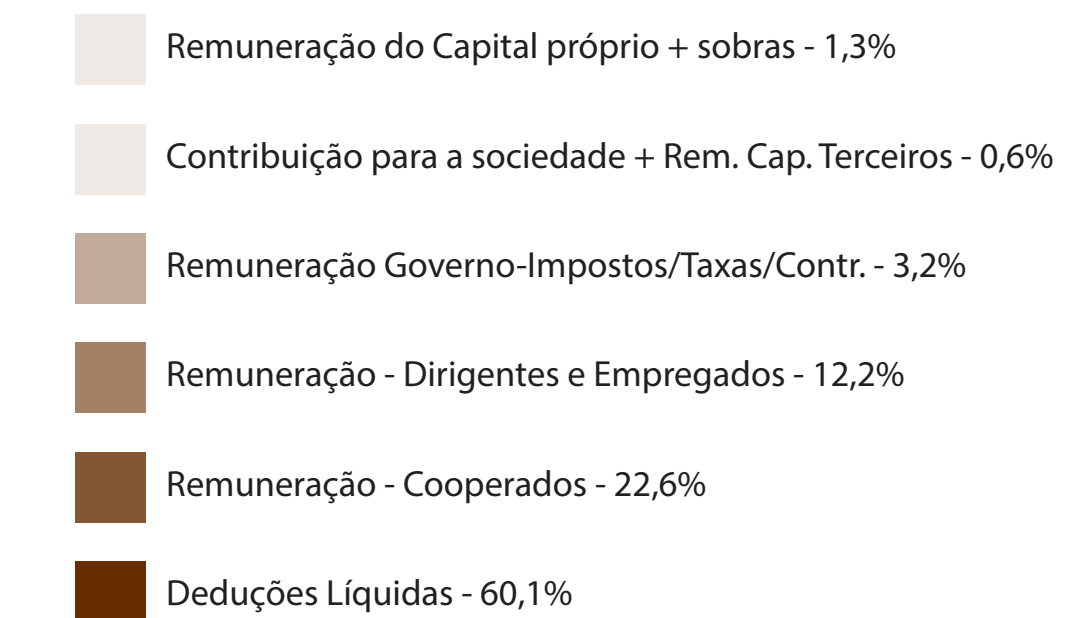 Remuneração do Capital próprio + sobras - 1,3%
Contribuição para a sociedade + Rem. Cap. Terceiros - 0,6%
Remuneração Governo-Impostos/Taxas/Contr. - 3,2%
Remuneração - Dirigentes e Empregados - 12,2%
Remuneração - Cooperados - 22,6%
Deduções Líquidas - 60,1%